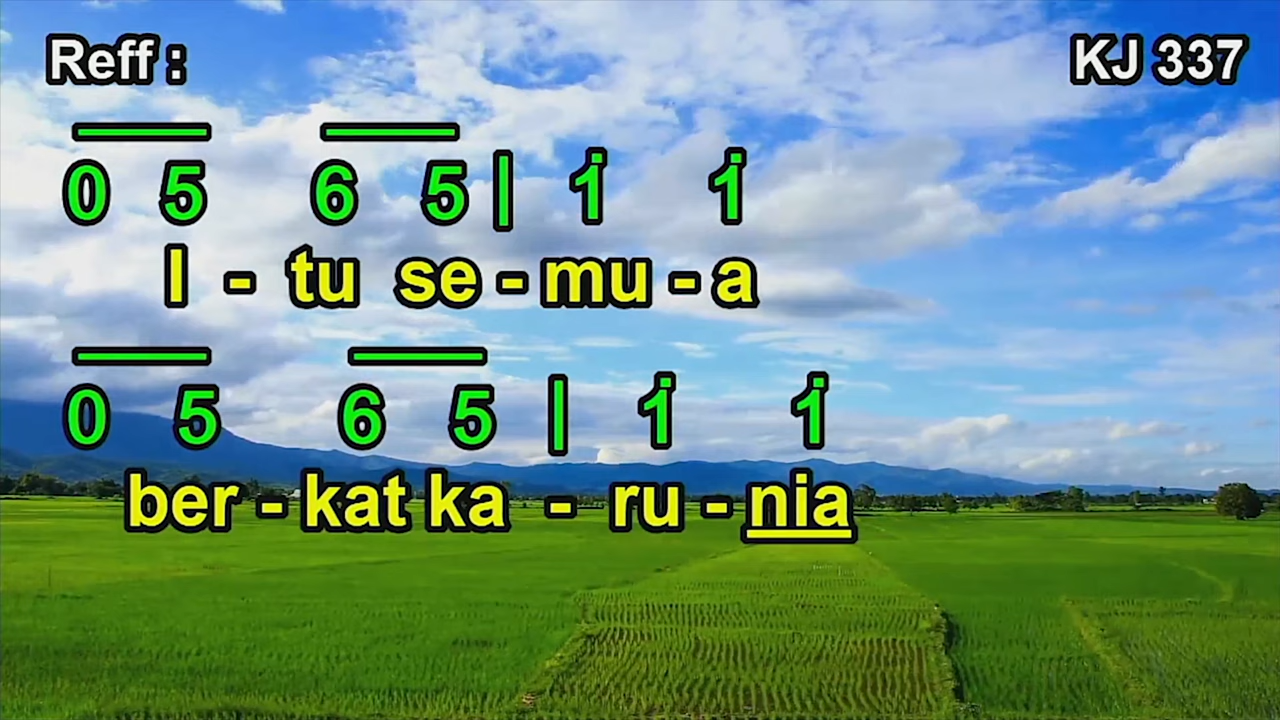 Reff : KJ 337
0 5 6 5 | 1̇ 1̇
I - tu se - mu - a
0 5 6 5 | 1̇ 1̇
ber - kat ka - ru - nia